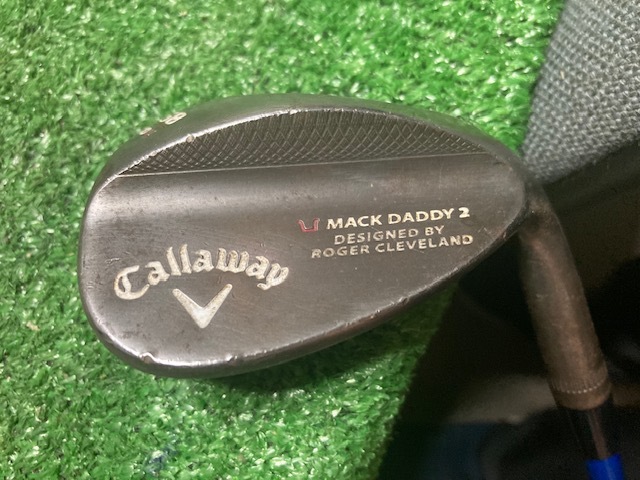 MACK DADDY 2
DESIGNED BY
ROGER CLEVELAND
Callaway